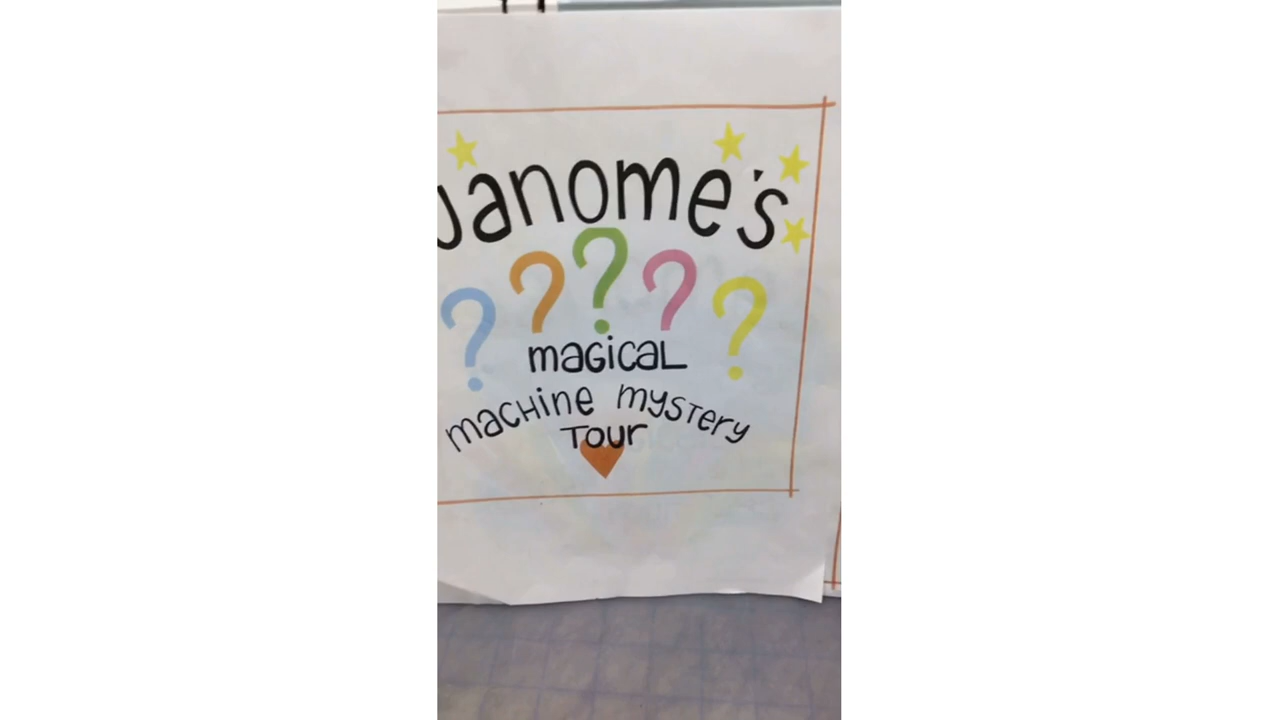 Janome's
? ? ? ? ?
magical
machine mystery
Tour